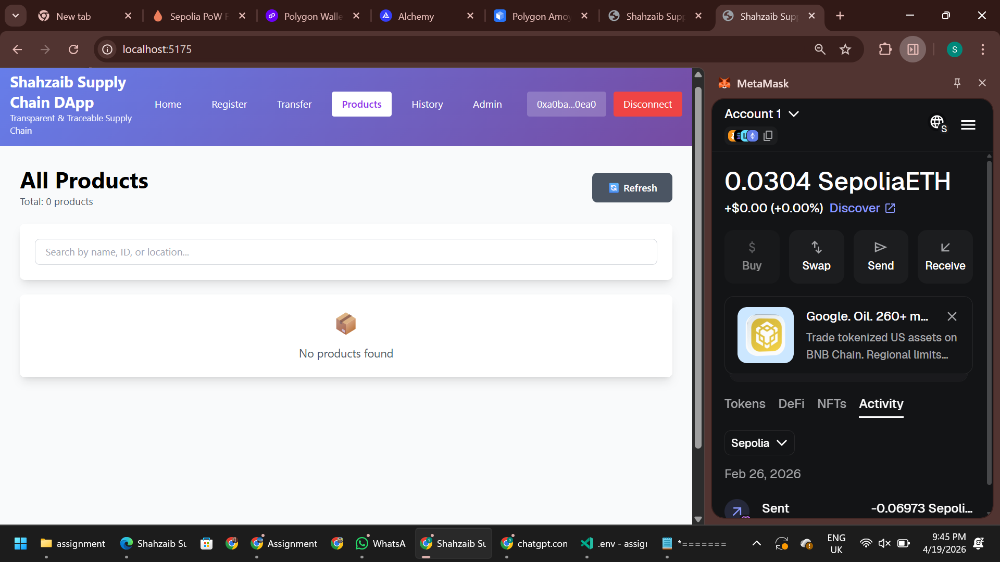 New tab
Sepolia PoW F
Polygon Walle
Alchemy
Polygon Amoy
Shahzaib Supp
Shahzaib Supp
localhost:5175
S
Shahzaib Supply
Chain DApp
Transparent & Traceable Supply
Chain
Home
Register
Transfer
Products
History
Admin
0xa0ba...0ea0
Disconnect
All Products
Total: 0 products
Refresh
Search by name, ID, or location...
No products found
MetaMask
Account 1
S
0.0304 SepoliaETH
+$0.00 (+0.00%)
Discover
$
Buy
Swap
Send
Receive
Google. Oil. 260+ m...
Trade tokenized US assets on
BNB Chain. Regional limits...
Tokens
DeFi
NFTs
Activity
Sepolia
Feb 26, 2026
Sent
-0.06973 Sepoli...
assignment
Shahzaib Su
Assignment
WhatsA
Shahzaib Su
chatgpt.con
.env - assigr
*=======
ENG
UK
9:45 PM
4/19/2026